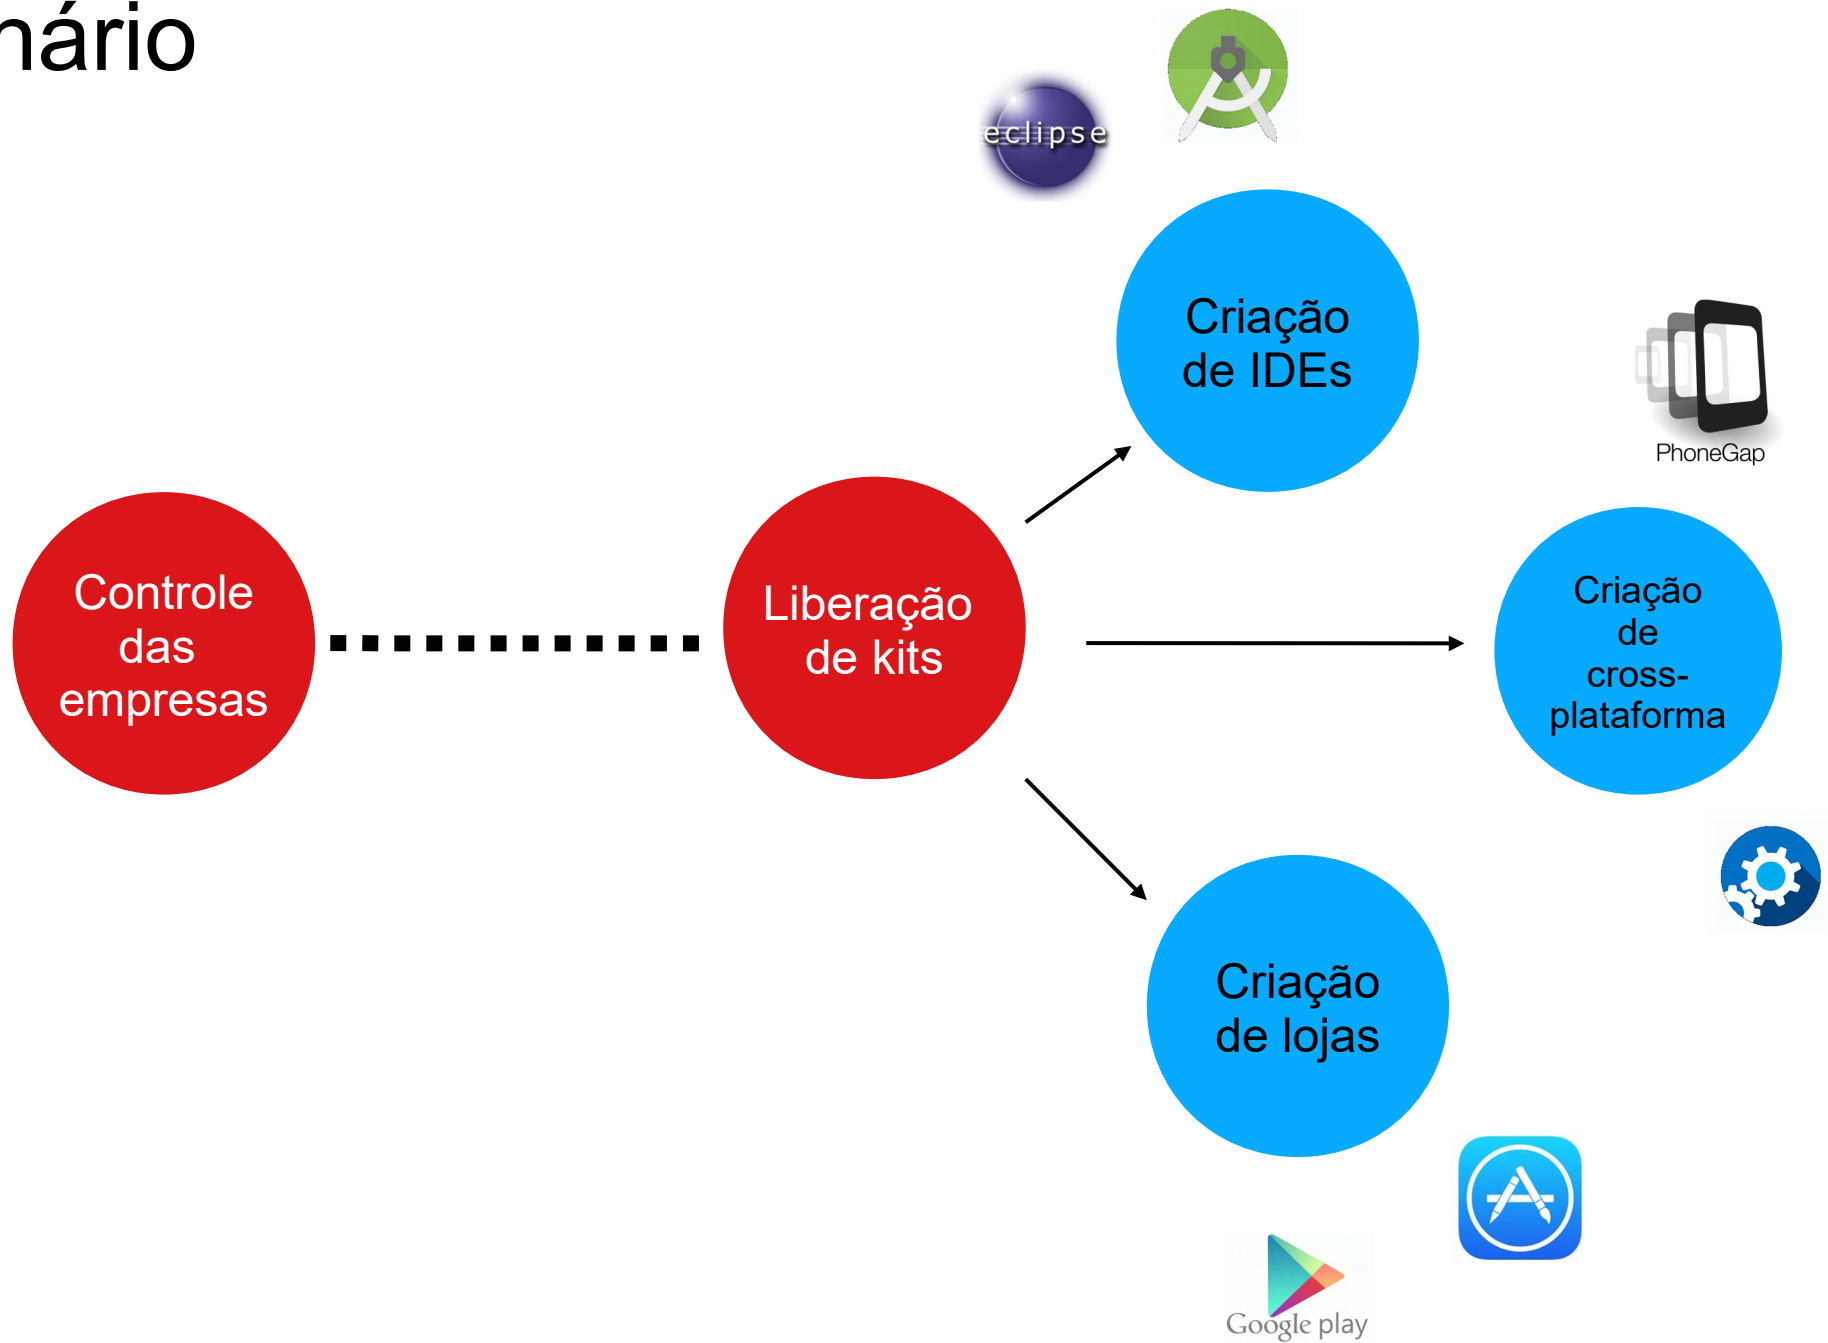 nário
eclipse
Criação
de IDEs
PhoneGap
Controle
das
empresas
Liberação
de kits
Criação
de
cross-
plataforma
Criação
de lojas
Google play